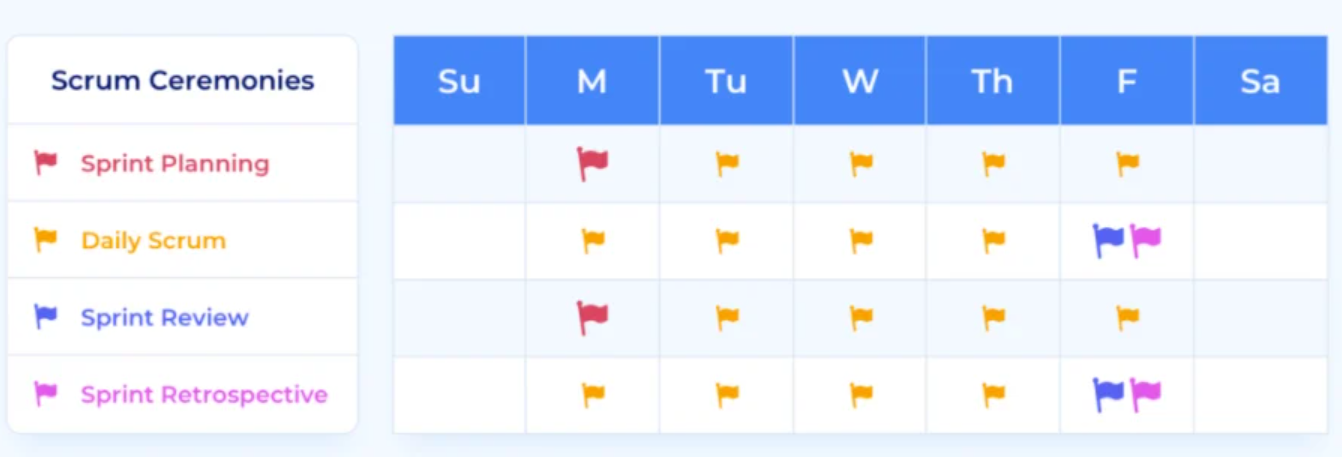 Scrum Ceremonies
Su M Tu W Th F Sa
Sprint Planning
Daily Scrum
Sprint Review
Sprint Retrospective